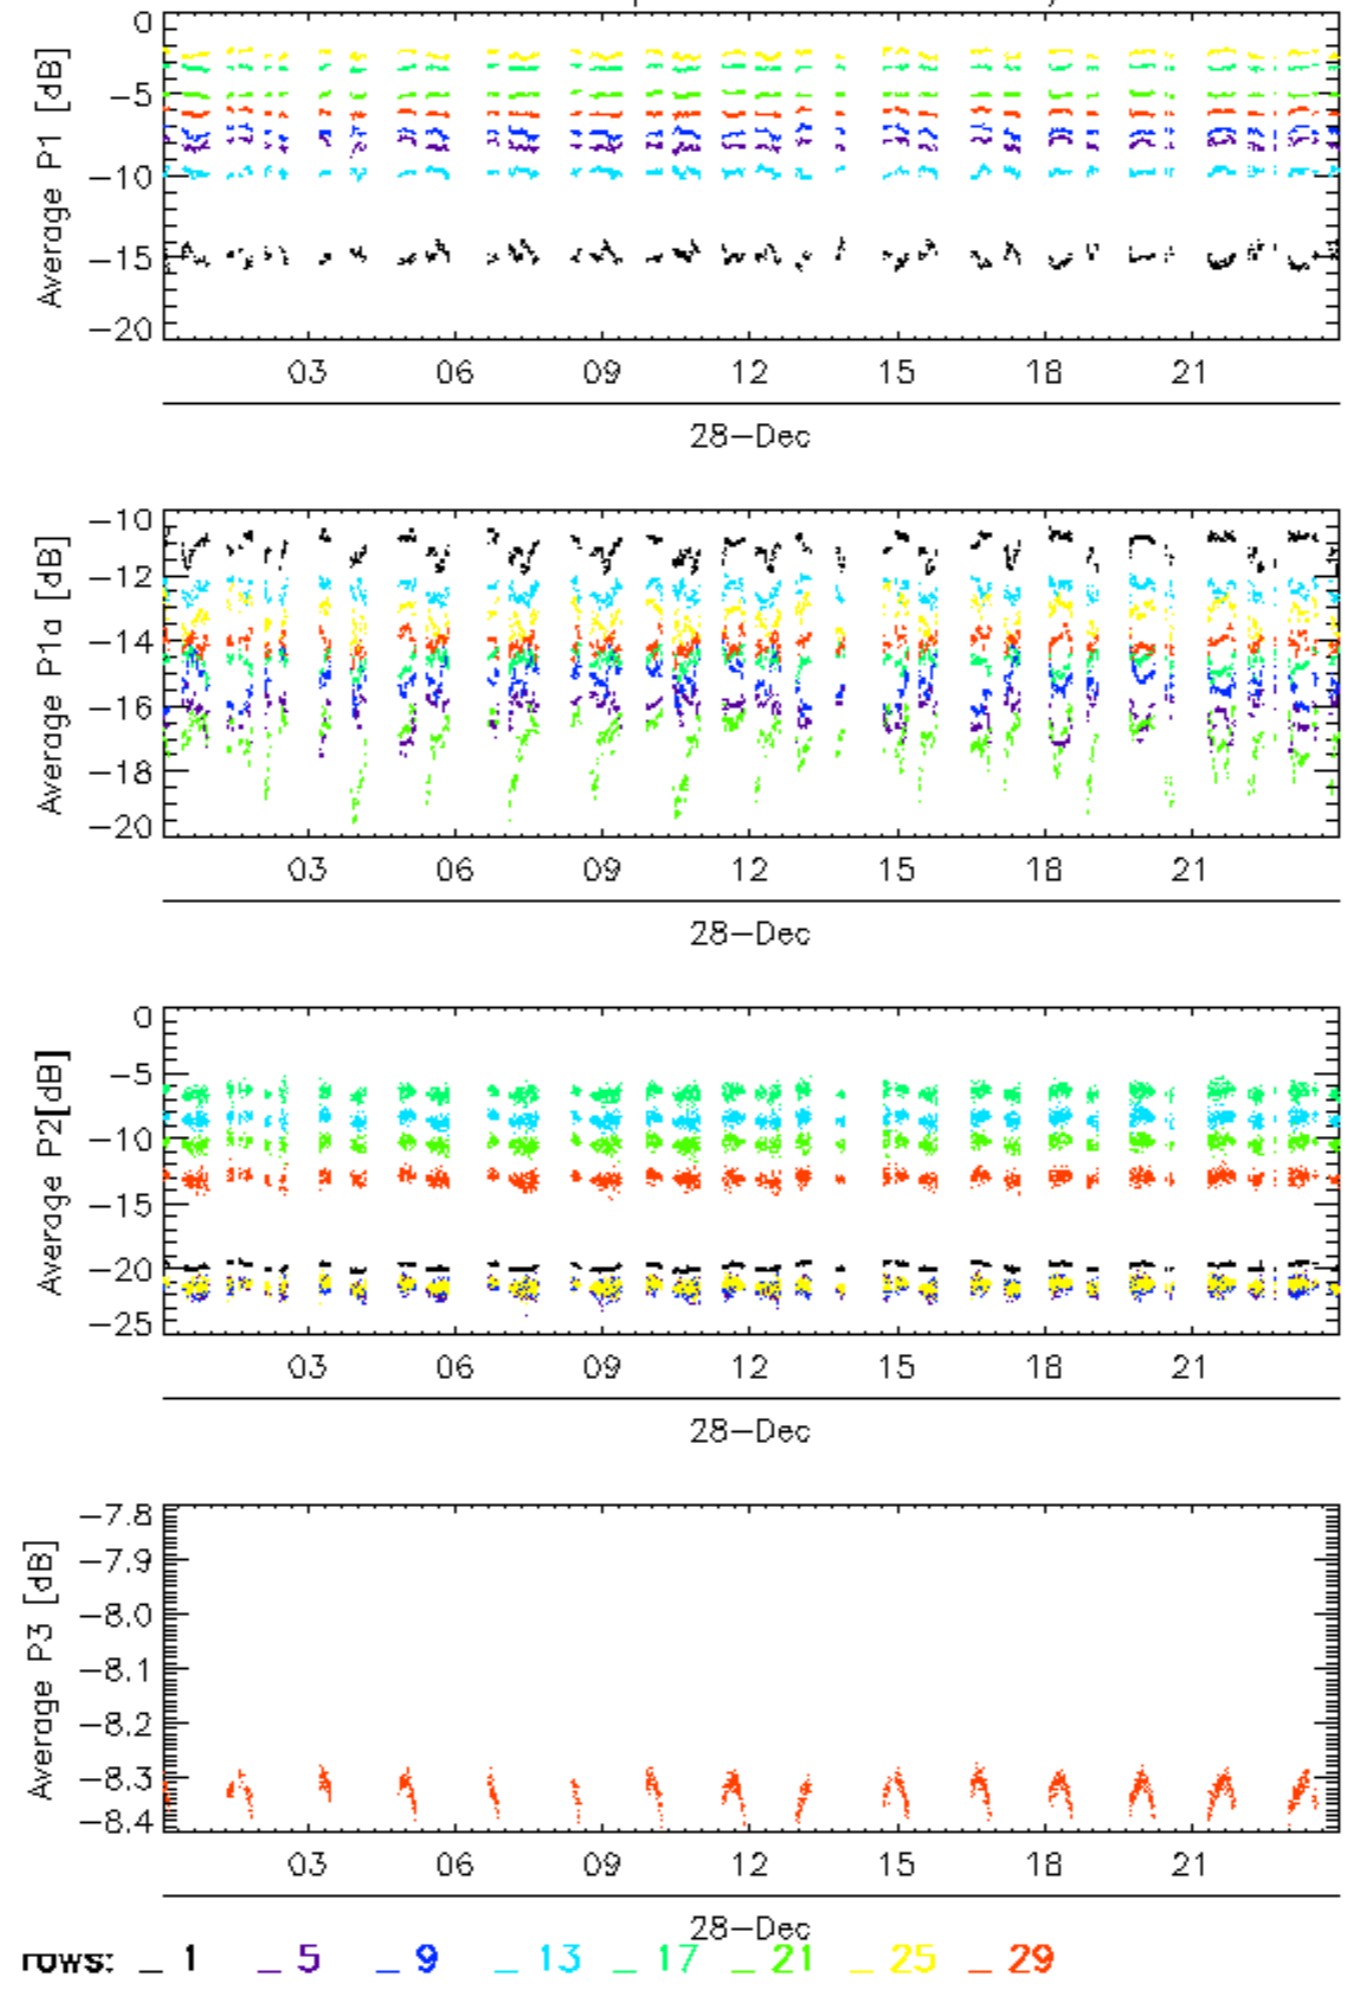 Average P1 [dB]
0
−5
−10
−15
−20
03 06 09 12 15 18 21
28−Dec
Average P1a [dB]
−10
−12
−14
−16
−18
−20
03 06 09 12 15 18 21
28−Dec
Average P2[dB]
0
−5
−10
−15
−20
−25
03 06 09 12 15 18 21
28−Dec
Average P3 [dB]
−7.8
−7.9
−8.0
−8.1
−8.2
−8.3
−8.4
03 06 09 12 15 18 21
28−Dec
rows: _ 1 _ 5 _ 9 _ 13 _ 17 _ 21 _ 25 _ 29